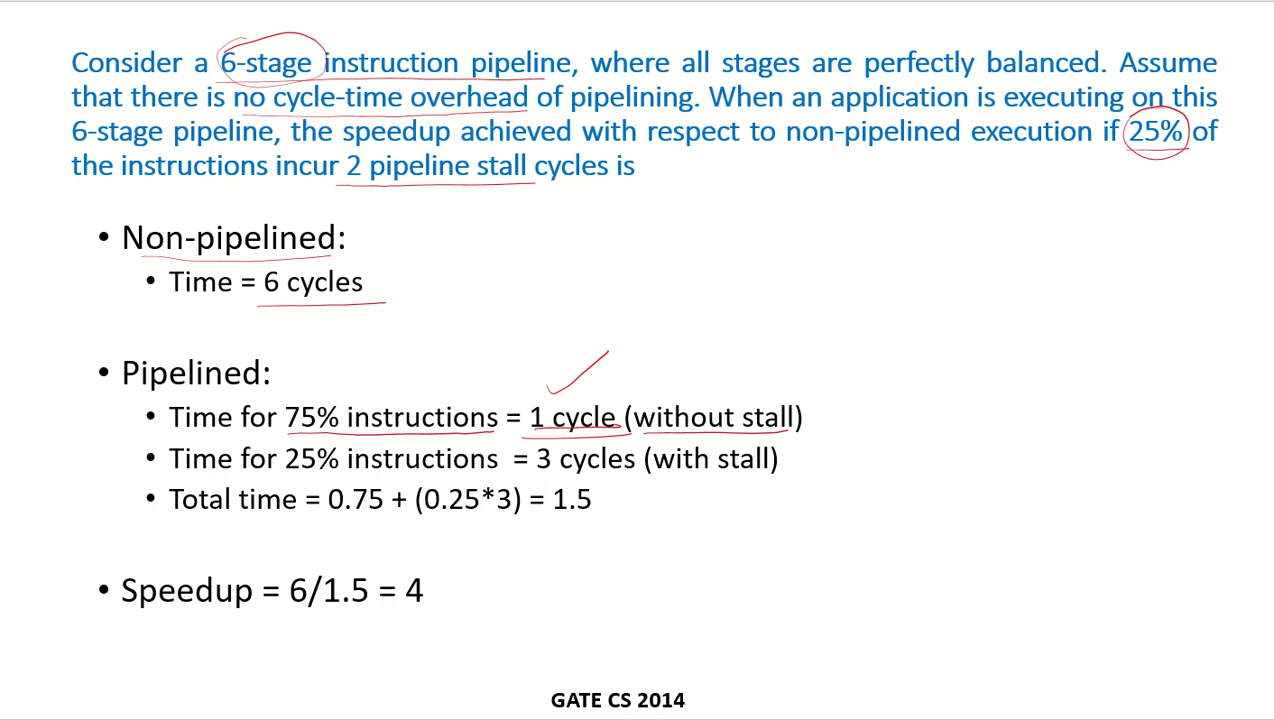 Consider a 6-stage instruction pipeline, where all stages are perfectly balanced. Assume
that there is no cycle-time overhead of pipelining. When an application is executing on this
6-stage pipeline, the speedup achieved with respect to non-pipelined execution if 25% of
the instructions incur 2 pipeline stall cycles is
• Non-pipelined:
• Time = 6 cycles
• Pipelined:
• Time for 75% instructions = 1 cycle (without stall)
• Time for 25% instructions = 3 cycles (with stall)
• Total time = 0.75 + (0.25*3) = 1.5
• Speedup = 6/1.5 = 4
GATE CS 2014